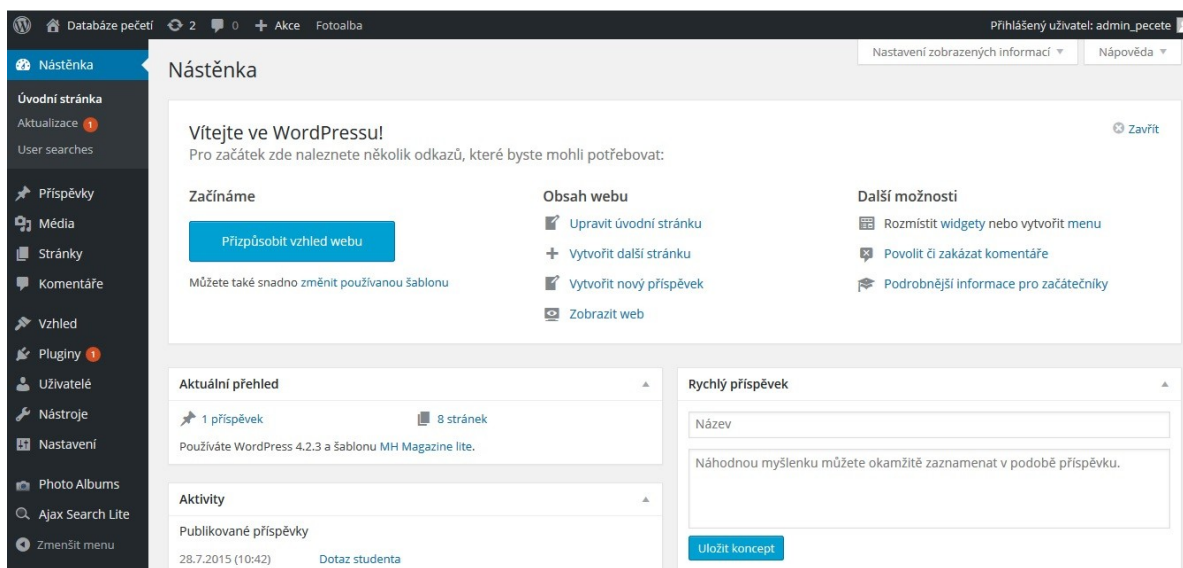 Databáze pečetí 2 0 + Akce Fotoalba Přihlášený uživatel: admin_pecete
Nástěnka
Úvodní stránka
Aktualizace 1
User searches
Příspěvky
Média
Stránky
Komentáře
Vzhled
Pluginy 1
Uživatelé
Nástroje
Nastavení
Photo Albums
Ajax Search Lite
Zmenšit menu
Nastavení zobrazených informací Nápověda
Nástěnka
Vítejte ve WordPressu!
Zavřít
Pro začátek zde naleznete několik odkazů, které byste mohli potřebovat:
Začínáme
Přizpůsobit vzhled webu
Můžete také snadno změnit používanou šablonu
Obsah webu
Upravit úvodní stránku
Vytvořit další stránku
Vytvořit nový příspěvek
Zobrazit web
Další možnosti
Rozmístit widgety nebo vytvořit menu
Povolit či zakázat komentáře
Podrobnější informace pro začátečníky
Aktuální přehled
1 příspěvek 8 stránek
Používáte WordPress 4.2.3 a šablonu MH Magazine lite.
Aktivity
Publikované příspěvky
28.7.2015 (10:42) Dotaz studenta
Rychlý příspěvek
Název
Náhodnou myšlenku můžete okamžitě zaznamenat v podobě příspěvku.
Uložit koncept